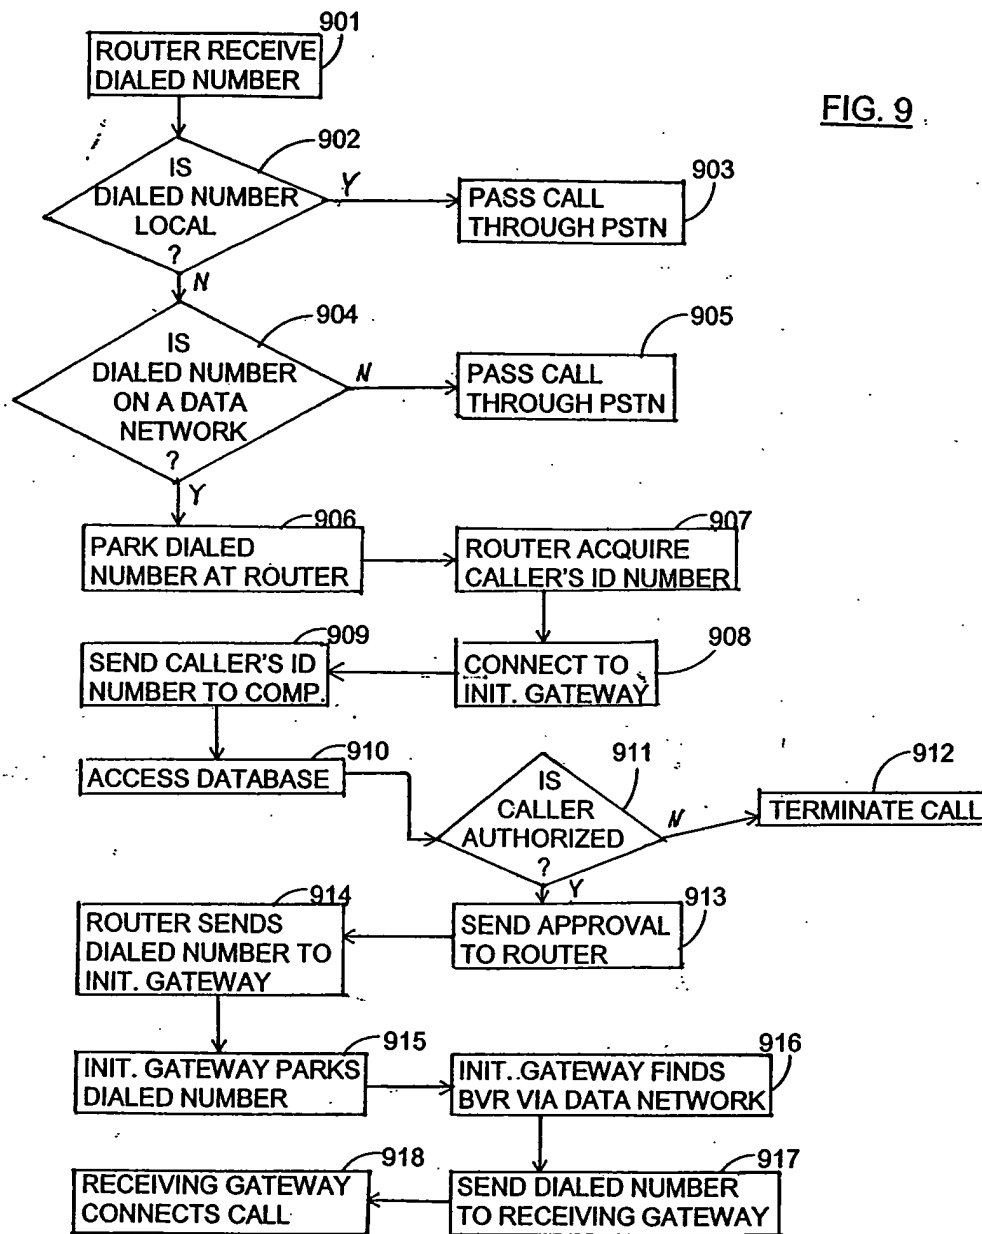 901
ROUTER RECEIVE
DIALED NUMBER
FIG. 9
902
IS
DIALED NUMBER
LOCAL
?
Y
903
PASS CALL
THROUGH PSTN
N
904
IS
DIALED NUMBER
ON A DATA
NETWORK
?
N
905
PASS CALL
THROUGH PSTN
Y
906
PARK DIALED
NUMBER AT ROUTER
907
ROUTER ACQUIRE
CALLER'S ID NUMBER
908
CONNECT TO
INIT. GATEWAY
909
SEND CALLER'S ID
NUMBER TO COMP.
910
ACCESS DATABASE
911
IS
CALLER
AUTHORIZED
?
N
912
TERMINATE CALL
Y
913
SEND APPROVAL
TO ROUTER
914
ROUTER SENDS
DIALED NUMBER TO
INIT. GATEWAY
915
INIT. GATEWAY PARKS
DIALED NUMBER
916
INIT. GATEWAY FINDS
BVR VIA DATA NETWORK
917
SEND DIALED NUMBER
TO RECEIVING GATEWAY
918
RECEIVING GATEWAY
CONNECTS CALL